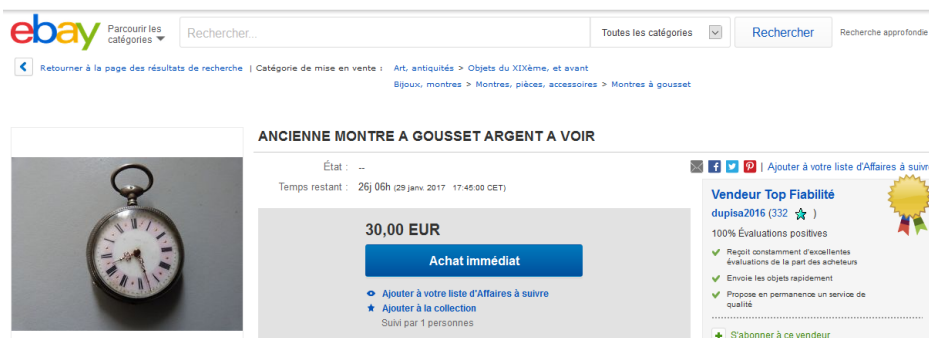 ebay
Parcourir les
catégories
Rechercher...
Toutes les catégories
Rechercher
Recherche approfondie
Retourner à la page des résultats de recherche | Catégorie de mise en vente : Art, antiquités > Objets du XIXème, et avant
Bijoux, montres > Montres, pièces, accessoires > Montres à gousset
ANCIENNE MONTRE A GOUSSET ARGENT A VOIR
État : --
Temps restant : 26j 06h (29 janv. 2017 17:45:00 CET)
30,00 EUR
Achat immédiat
Ajouter à votre liste d'Affaires à suivre
Ajouter à la collection
Suivi par 1 personnes
| Ajouter à votre liste d'Affaires à suivre
Vendeur Top Fiabilité
dupisa2016 (332 )
100% Évaluations positives
Reçoit constamment d'excellentes
évaluations de la part des acheteurs
Envoie les objets rapidement
Propose en permanence un service de
qualité
S'abonner à ce vendeur